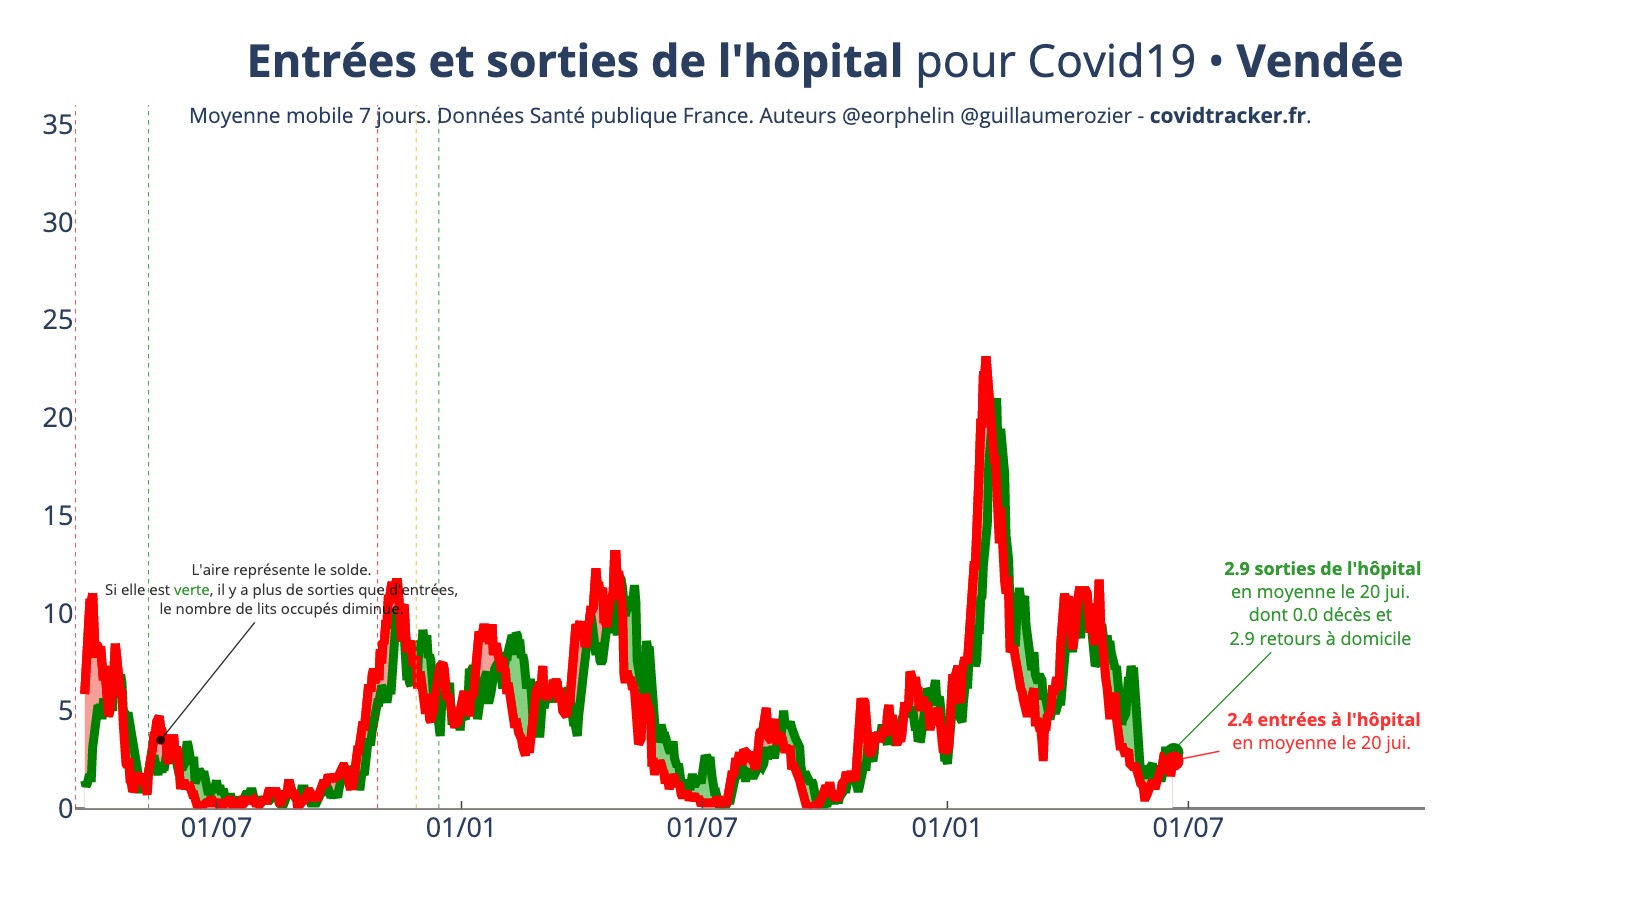 Entrées et sorties de l'hôpital pour Covid19 • Vendée
Moyenne mobile 7 jours. Données Santé publique France. Auteurs @eorphelin @guillaumerozier - covidtracker.fr.
35
30
25
20
15
10
5
0
L'aire représente le solde.
Si elle est verte, il y a plus de sorties que d'entrées,
le nombre de lits occupés diminue.
2.9 sorties de l'hôpital
en moyenne le 20 jui.
dont 0.0 décès et
2.9 retours à domicile
2.4 entrées à l'hôpital
en moyenne le 20 jui.
01/07
01/01
01/07
01/01
01/07